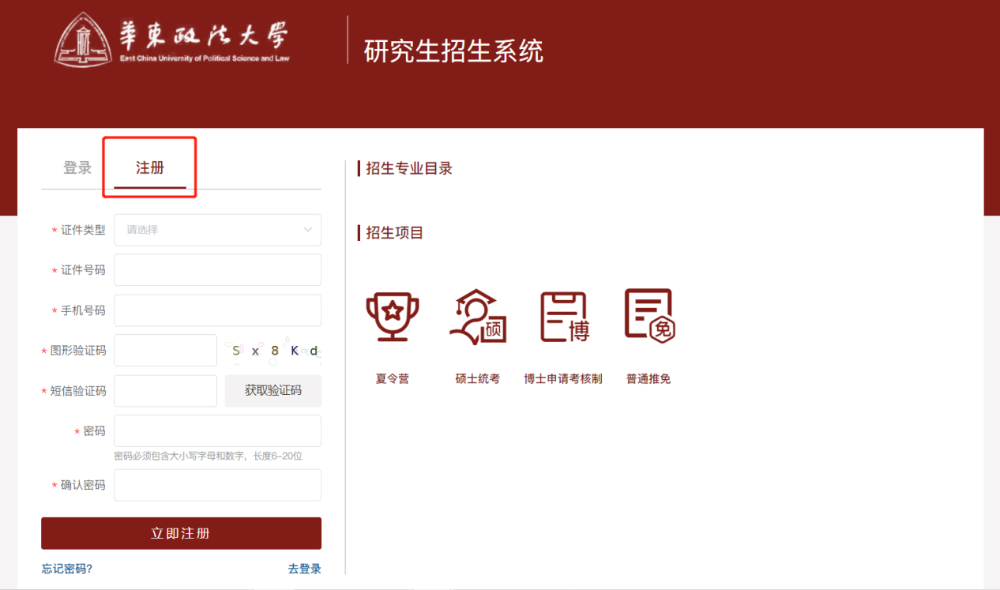 華東政法大學
East China University of Political Science and Law
研究生招生系统
登录
注册
* 证件类型
请选择
* 证件号码
* 手机号码
* 图形验证码
S x 8 K d
* 短信验证码
获取验证码
* 密码
密码必须包含大小写字母和数字，长度6-20位
* 确认密码
立即注册
忘记密码?
去登录
招生专业目录
招生项目
硕
博
免
夏令营
硕士统考
博士申请考核制
普通推免